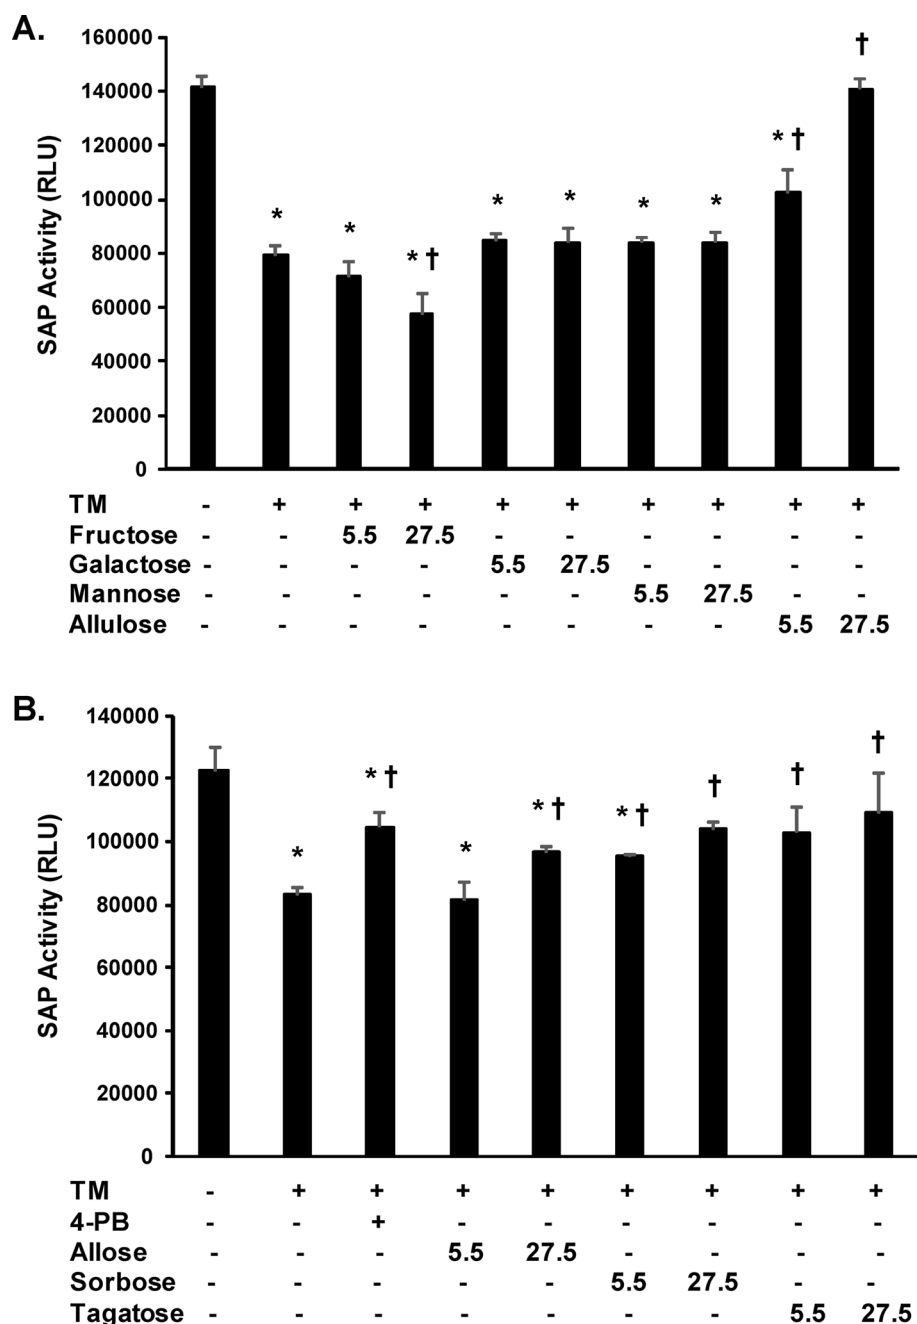 A.
160000
†
140000
* †
120000
SAP Activity (RLU)
100000
* * * * * *
80000
* †
60000
40000
20000
0
TM - + + + + + + + + +
Fructose - - 5.5 27.5 - - - - - -
Galactose - - - - 5.5 27.5 - - - -
Mannose - - - - - - 5.5 27.5 - -
Allulose - - - - - - - - 5.5 27.5
B.
140000
†
120000
* † * † * † † †
100000
* *
SAP Activity (RLU)
80000
60000
40000
20000
0
TM - + + + + + + + +
4-PB - - + - - - - - -
Allose - - - 5.5 27.5 - - - -
Sorbose - - - - - 5.5 27.5 - -
Tagatose - - - - - - - 5.5 27.5